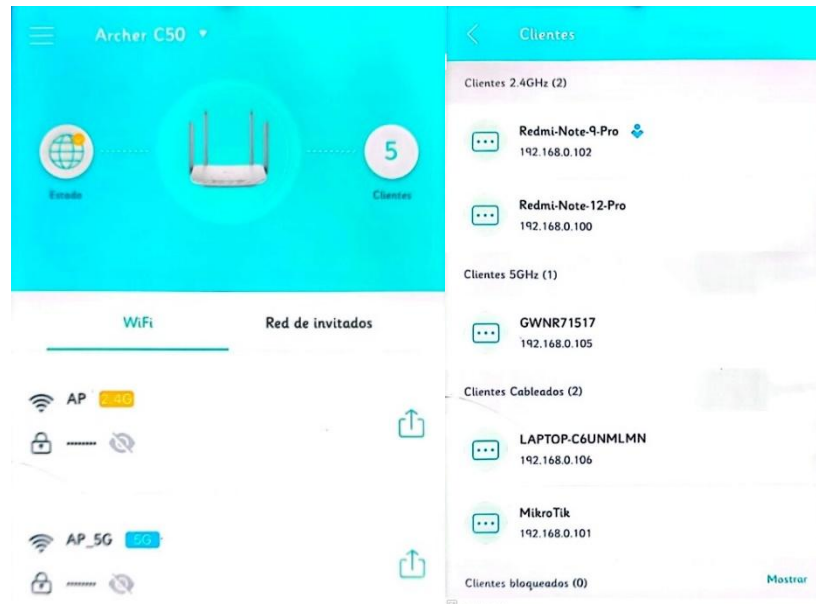 Archer C50
5
Estado
Clientes
WiFi
Red de invitados
AP 2.4G
AP_5G 5G
Clientes
Clientes 2.4GHz (2)
Redmi-Note-9-Pro
192.168.0.102
Redmi-Note-12-Pro
192.168.0.100
Clientes 5GHz (1)
GWNR71517
192.168.0.105
Clientes Cableados (2)
LAPTOP-C6UNMLMN
192.168.0.106
MikroTik
192.168.0.101
Clientes bloqueados (0)
Mostrar